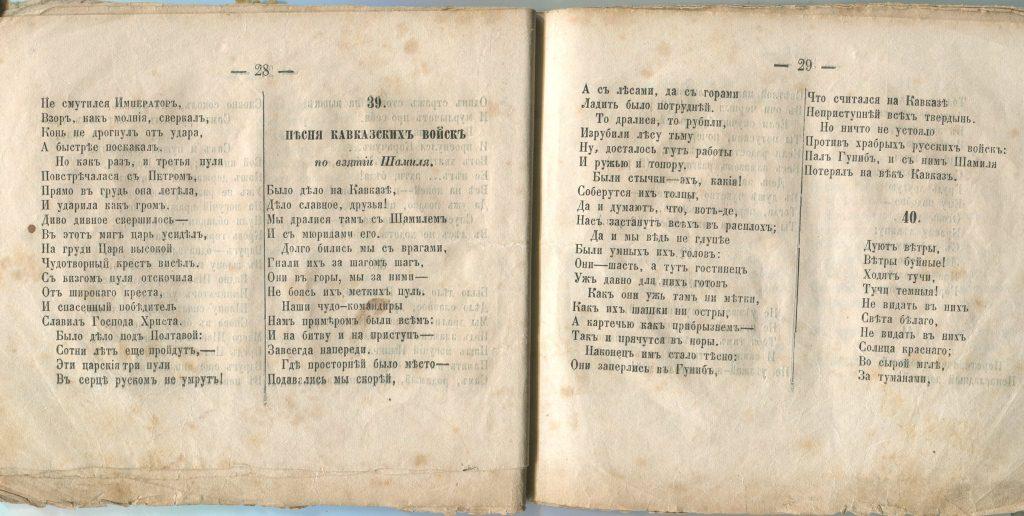 — 28 —
Не смутился Императоръ,
Взоръ, какъ молнія, сверкалъ,
Конь не дрогнулъ отъ удара,
А быстрѣе поскакалъ.
Но какъ разъ, и третья пуля
Повстрѣчалася съ Петромъ,
Прямо въ грудь она летѣла,
И ударила какъ громъ.
Диво дивное свершилось—
Въ этотъ мигъ царь усидѣлъ,
На груди Царя высокой
Чудотворный крестъ висѣлъ.
Съ визгомъ пуля отскочила
Отъ широкаго креста,
И спасенный побѣдитель
Славилъ Господа Христа.
Было дѣло подъ Полтавой:
Сотни лѣтъ еще пройдутъ,—
Эти царскія три пули
Въ серцѣ рускомъ не умрутъ!
39.
ПѢСНЯ КАВКАЗСКИХЪ ВОЙСКЪ
по взятіи Шамиля,
Было дѣло на Кавказѣ,
Дѣло славное, друзья!
Мы дралися тамъ съ Шамилемъ
И съ мюридами его.
Долго бились мы съ врагами,
Гнали ихъ за шагомъ шагъ,
Они въ горы, мы за ними—
Не боясь ихъ меткихъ пуль.
Наши чудо-командиры
Намъ примѣромъ были всѣмъ:
И на битву и на приступъ—
Завсегда напереди.
Гдѣ просторнѣй было место—
Подавались мы скорѣй,
— 29 —
А съ лѣсами, да съ горами
Ладить было потруднѣй.
То дралися, то рубили,
Изрубили лѣсу тьму
Ну, досталось тутъ работы
И ружью и топору,
Были стычки—эхъ, какія!
Соберутся ихъ толпы,
Да и думаютъ, что, вотъ-де,
Насъ застанутъ всѣхъ въ расплохъ;
Да и мы вѣдь не глупѣе
Были умныхъ ихъ головъ:
Они—шасть, а тутъ гостинецъ
Ужъ давно для нихъ готовъ
Какъ они ужь тамъ ни мѣтки,
Какъ ихъ шашки ни остры,
А картечью какъ прибрызнемъ—
Такъ и прячутся въ норы.
Наконецъ имъ стало тѣсно:
Они заперлись въ Гунибъ,
Что считался на Кавказѣ
Неприступнѣй всѣхъ твердынь.
Но ничто не устояло
Противъ храбрыхъ русскихъ войскъ:
Палъ Гунибъ, и съ нимъ Шамиля
Потерялъ на вѣкъ Кавказъ.
40.
Дуютъ вѣтры,
Вѣтры буйные!
Ходятъ тучи,
Тучи темныя!
Не видать въ нихъ
Свѣта бѣлаго,
Не видать въ нихъ
Солнца краснаго;
Во сырой мглѣ,
За туманами,